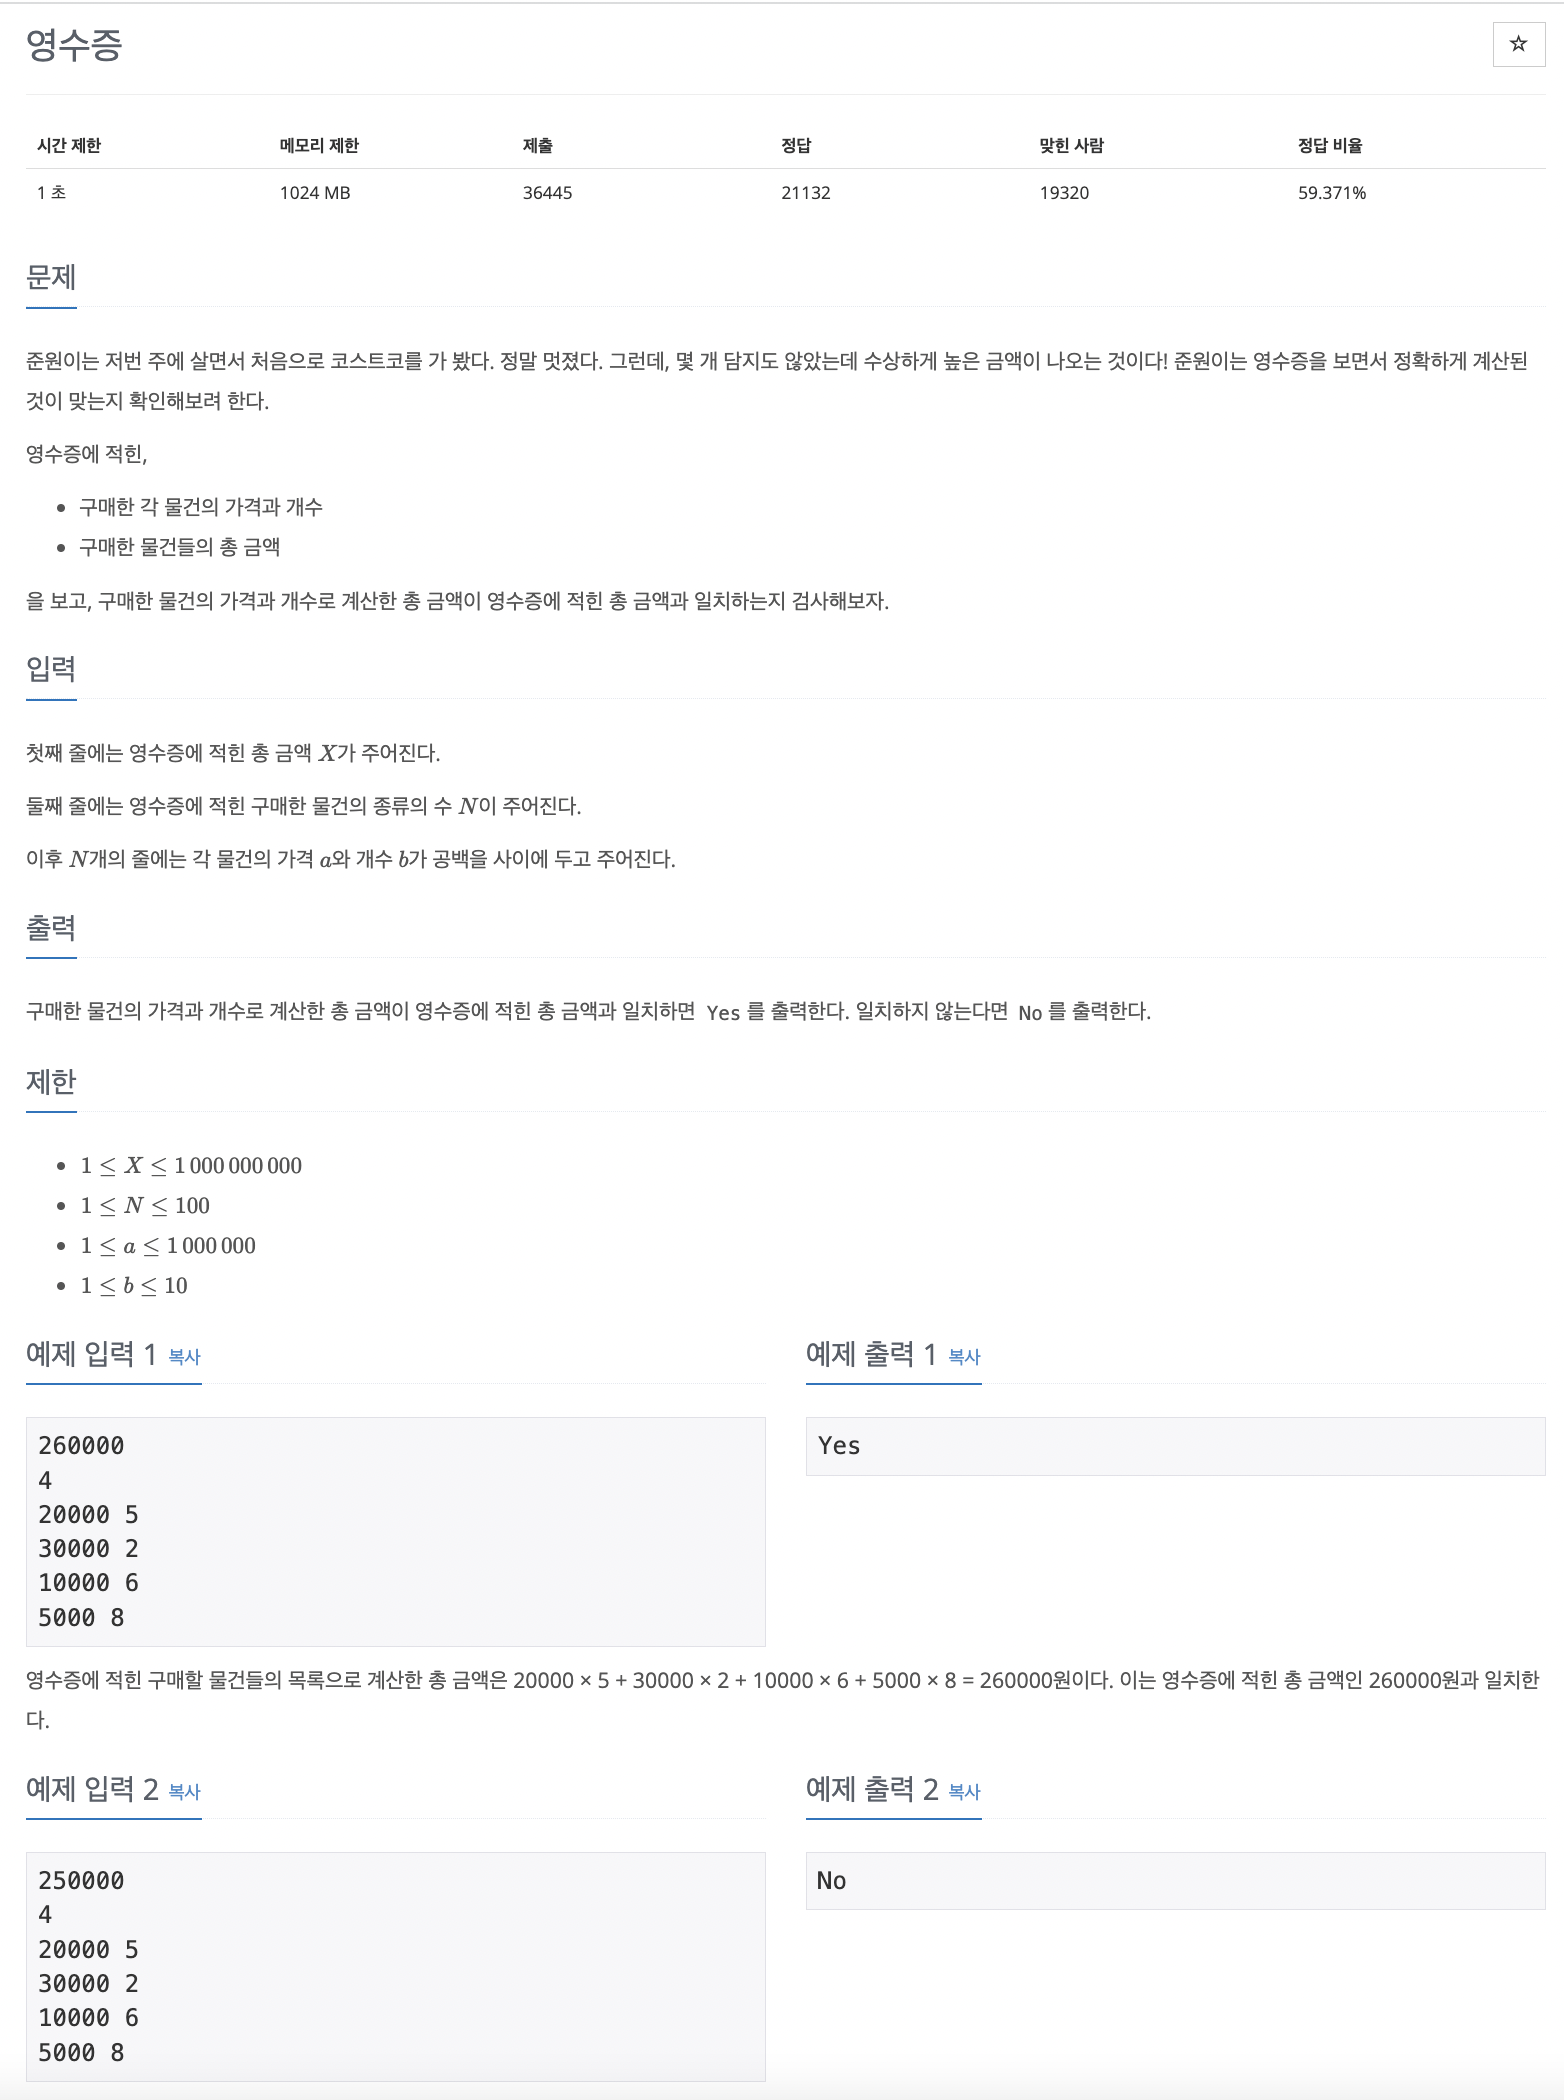 영수증
☆
시간 제한 메모리 제한 제출 정답 맞힌 사람 정답 비율
1 초 1024 MB 36445 21132 19320 59.371%
문제
준원이는 저번 주에 살면서 처음으로 코스트코를 가 봤다. 정말 멋졌다. 그런데, 몇 개 담지도 않았는데 수상하게 높은 금액이 나오는 것이다! 준원이는 영수증을 보면서 정확하게 계산된
것이 맞는지 확인해보려 한다.
영수증에 적힌,
• 구매한 각 물건의 가격과 개수
• 구매한 물건들의 총 금액
을 보고, 구매한 물건의 가격과 개수로 계산한 총 금액이 영수증에 적힌 총 금액과 일치하는지 검사해보자.
입력
첫째 줄에는 영수증에 적힌 총 금액 X가 주어진다.
둘째 줄에는 영수증에 적힌 구매한 물건의 종류의 수 N이 주어진다.
이후 N개의 줄에는 각 물건의 가격 a와 개수 b가 공백을 사이에 두고 주어진다.
출력
구매한 물건의 가격과 개수로 계산한 총 금액이 영수증에 적힌 총 금액과 일치하면 Yes 를 출력한다. 일치하지 않는다면 No 를 출력한다.
제한
• 1 ≤ X ≤ 1 000 000 000
• 1 ≤ N ≤ 100
• 1 ≤ a ≤ 1 000 000
• 1 ≤ b ≤ 10
예제 입력 1 복사
260000
4
20000 5
30000 2
10000 6
5000 8
예제 출력 1 복사
Yes
영수증에 적힌 구매할 물건들의 목록으로 계산한 총 금액은 20000 × 5 + 30000 × 2 + 10000 × 6 + 5000 × 8 = 260000원이다. 이는 영수증에 적힌 총 금액인 260000원과 일치한
다.
예제 입력 2 복사
250000
4
20000 5
30000 2
10000 6
5000 8
예제 출력 2 복사
No